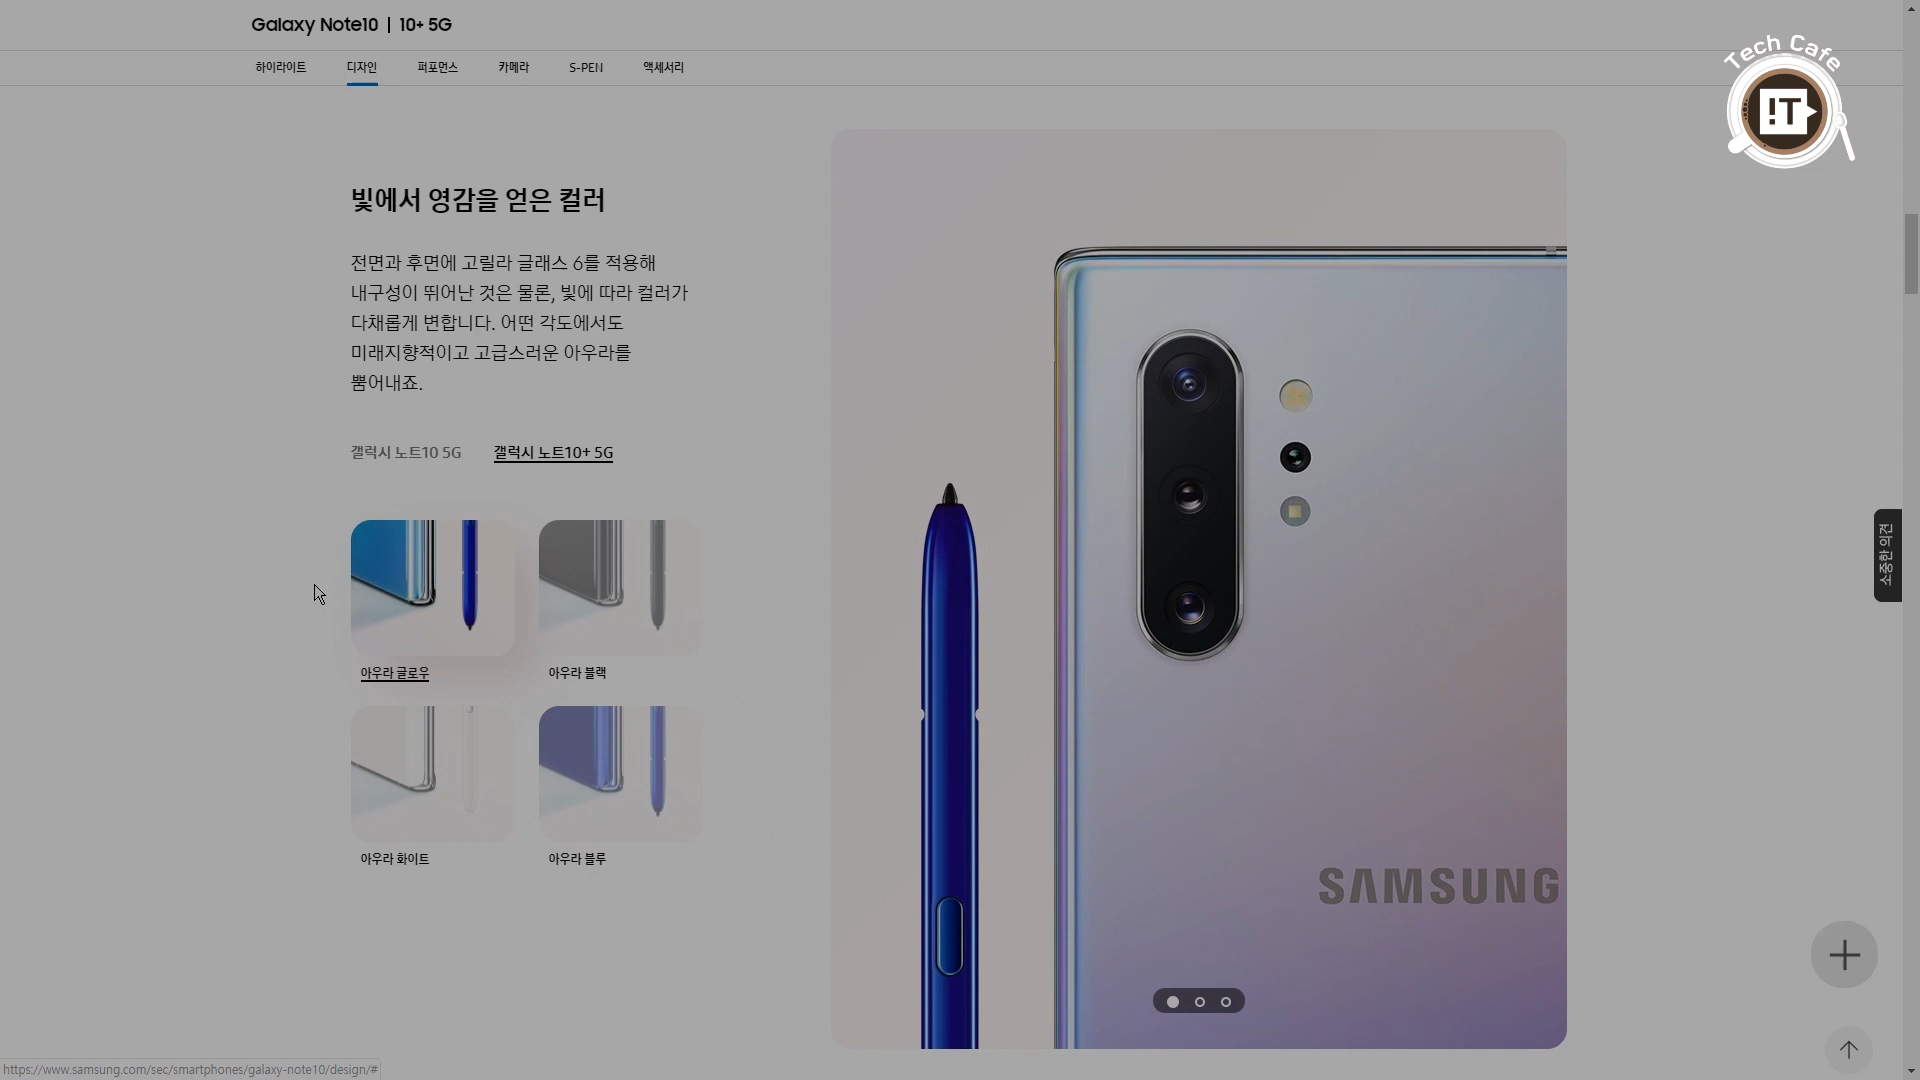 Galaxy Note10 | 10+ 5G
Tech Cafe
!T
하이라이트 디자인 퍼포먼스 카메라 S-PEN 액세서리
빛에서 영감을 얻은 컬러
전면과 후면에 고릴라 글래스 6를 적용해
내구성이 뛰어난 것은 물론, 빛에 따라 컬러가
다채롭게 변합니다. 어떤 각도에서도
미래지향적이고 고급스러운 아우라를
뿜어내죠.
갤럭시 노트10 5G 갤럭시 노트10+ 5G
아우라 글로우 아우라 블랙
아우라 화이트 아우라 블루
SAMSUNG
소중한 의견
https://www.samsung.com/sec/smartphones/galaxy-note10/design/#